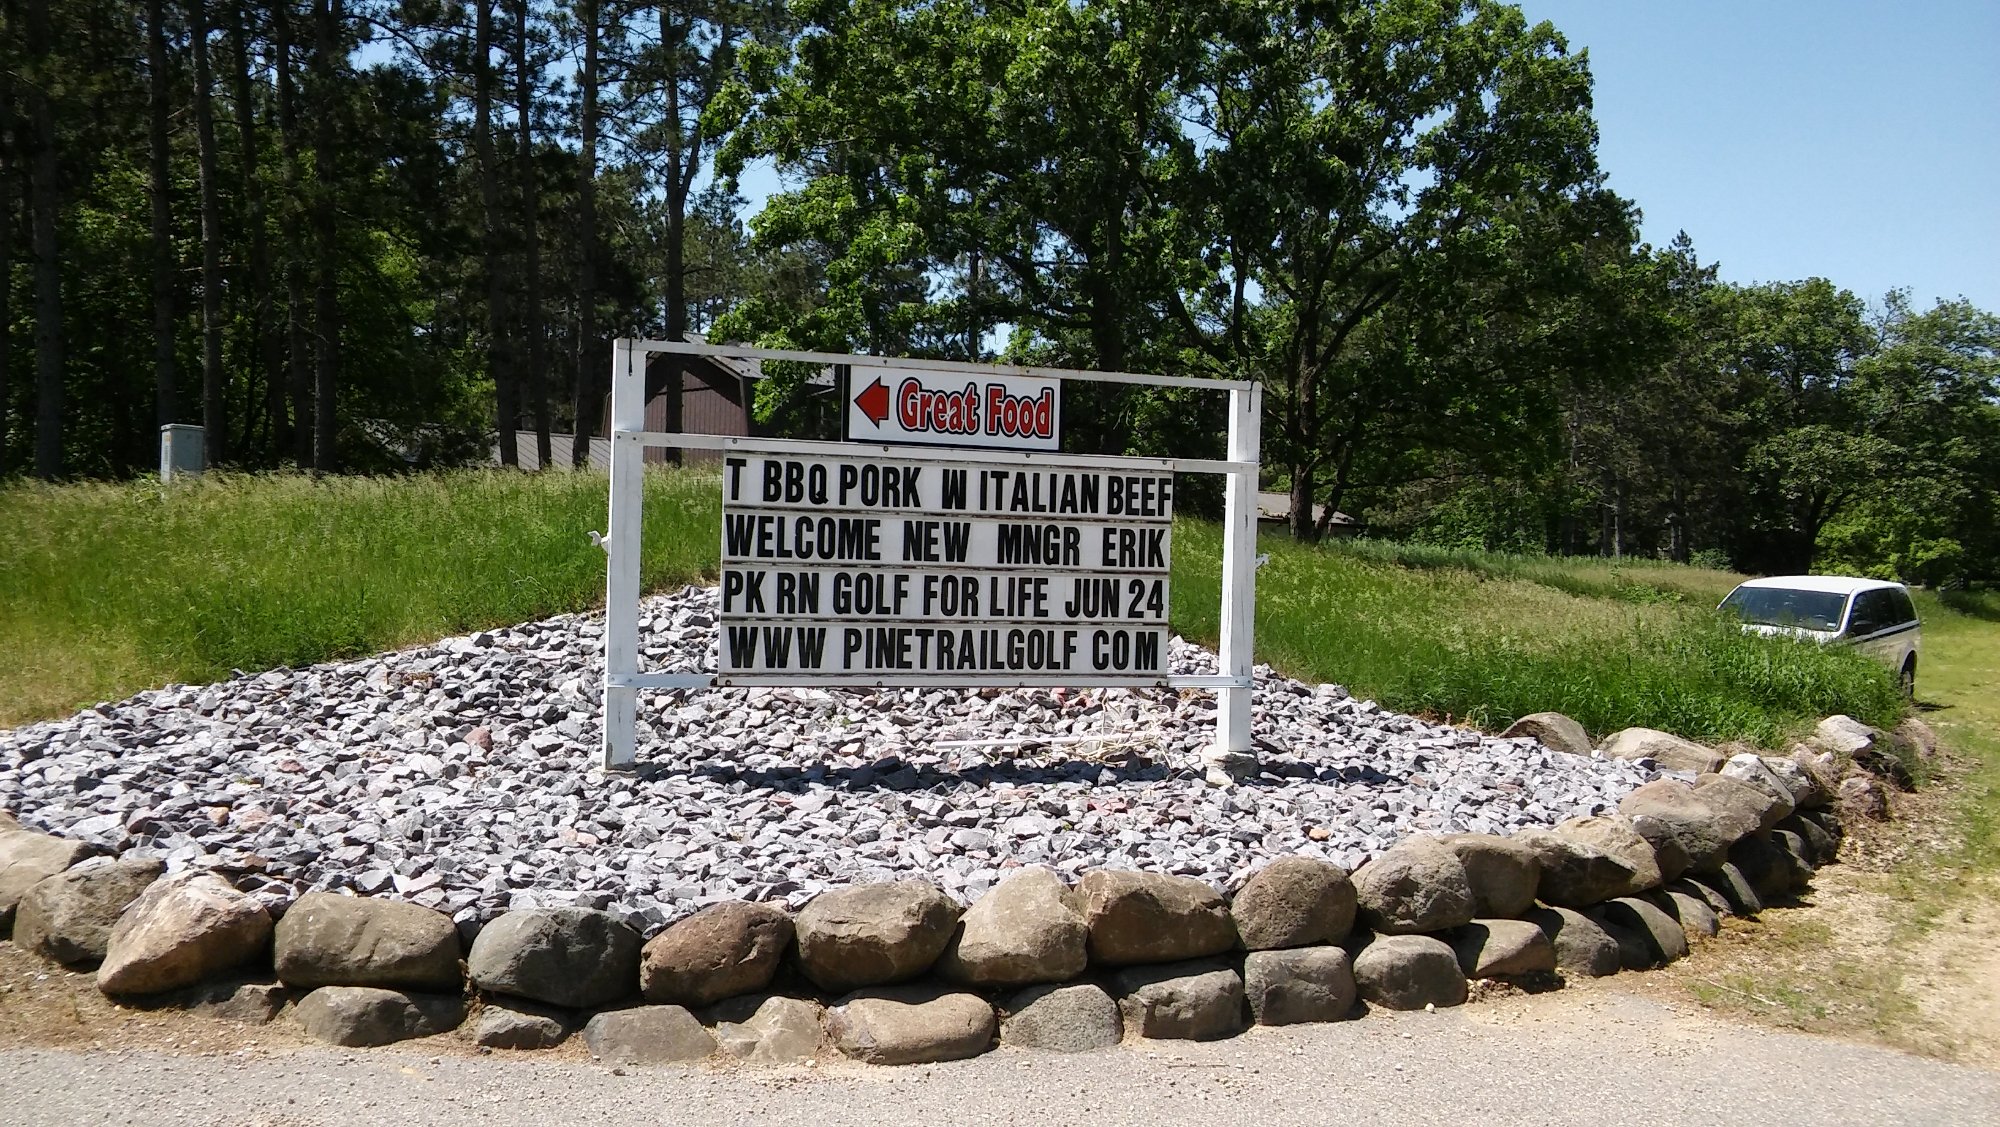 Great Food
T BBQ PORK W ITALIAN BEEF
WELCOME NEW MNGR ERIK
PK RN GOLF FOR LIFE JUN 24
WWW PINETRAILGOLF COM